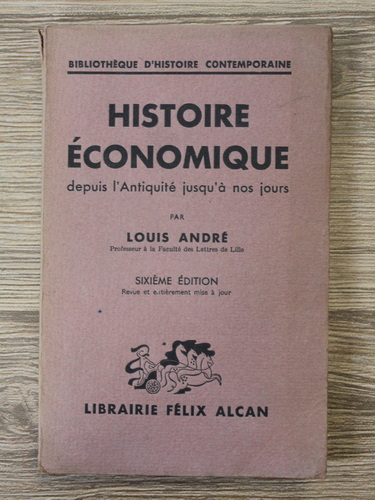 BIBLIOTHÈQUE D'HISTOIRE CONTEMPORAINE
HISTOIRE
ÉCONOMIQUE
depuis l'Antiquité jusqu'à nos jours
PAR
LOUIS ANDRÉ
Professeur à la Faculté des Lettres de Lille
SIXIÈME ÉDITION
Revue et entièrement mise à jour
LIBRAIRIE FÉLIX ALCAN